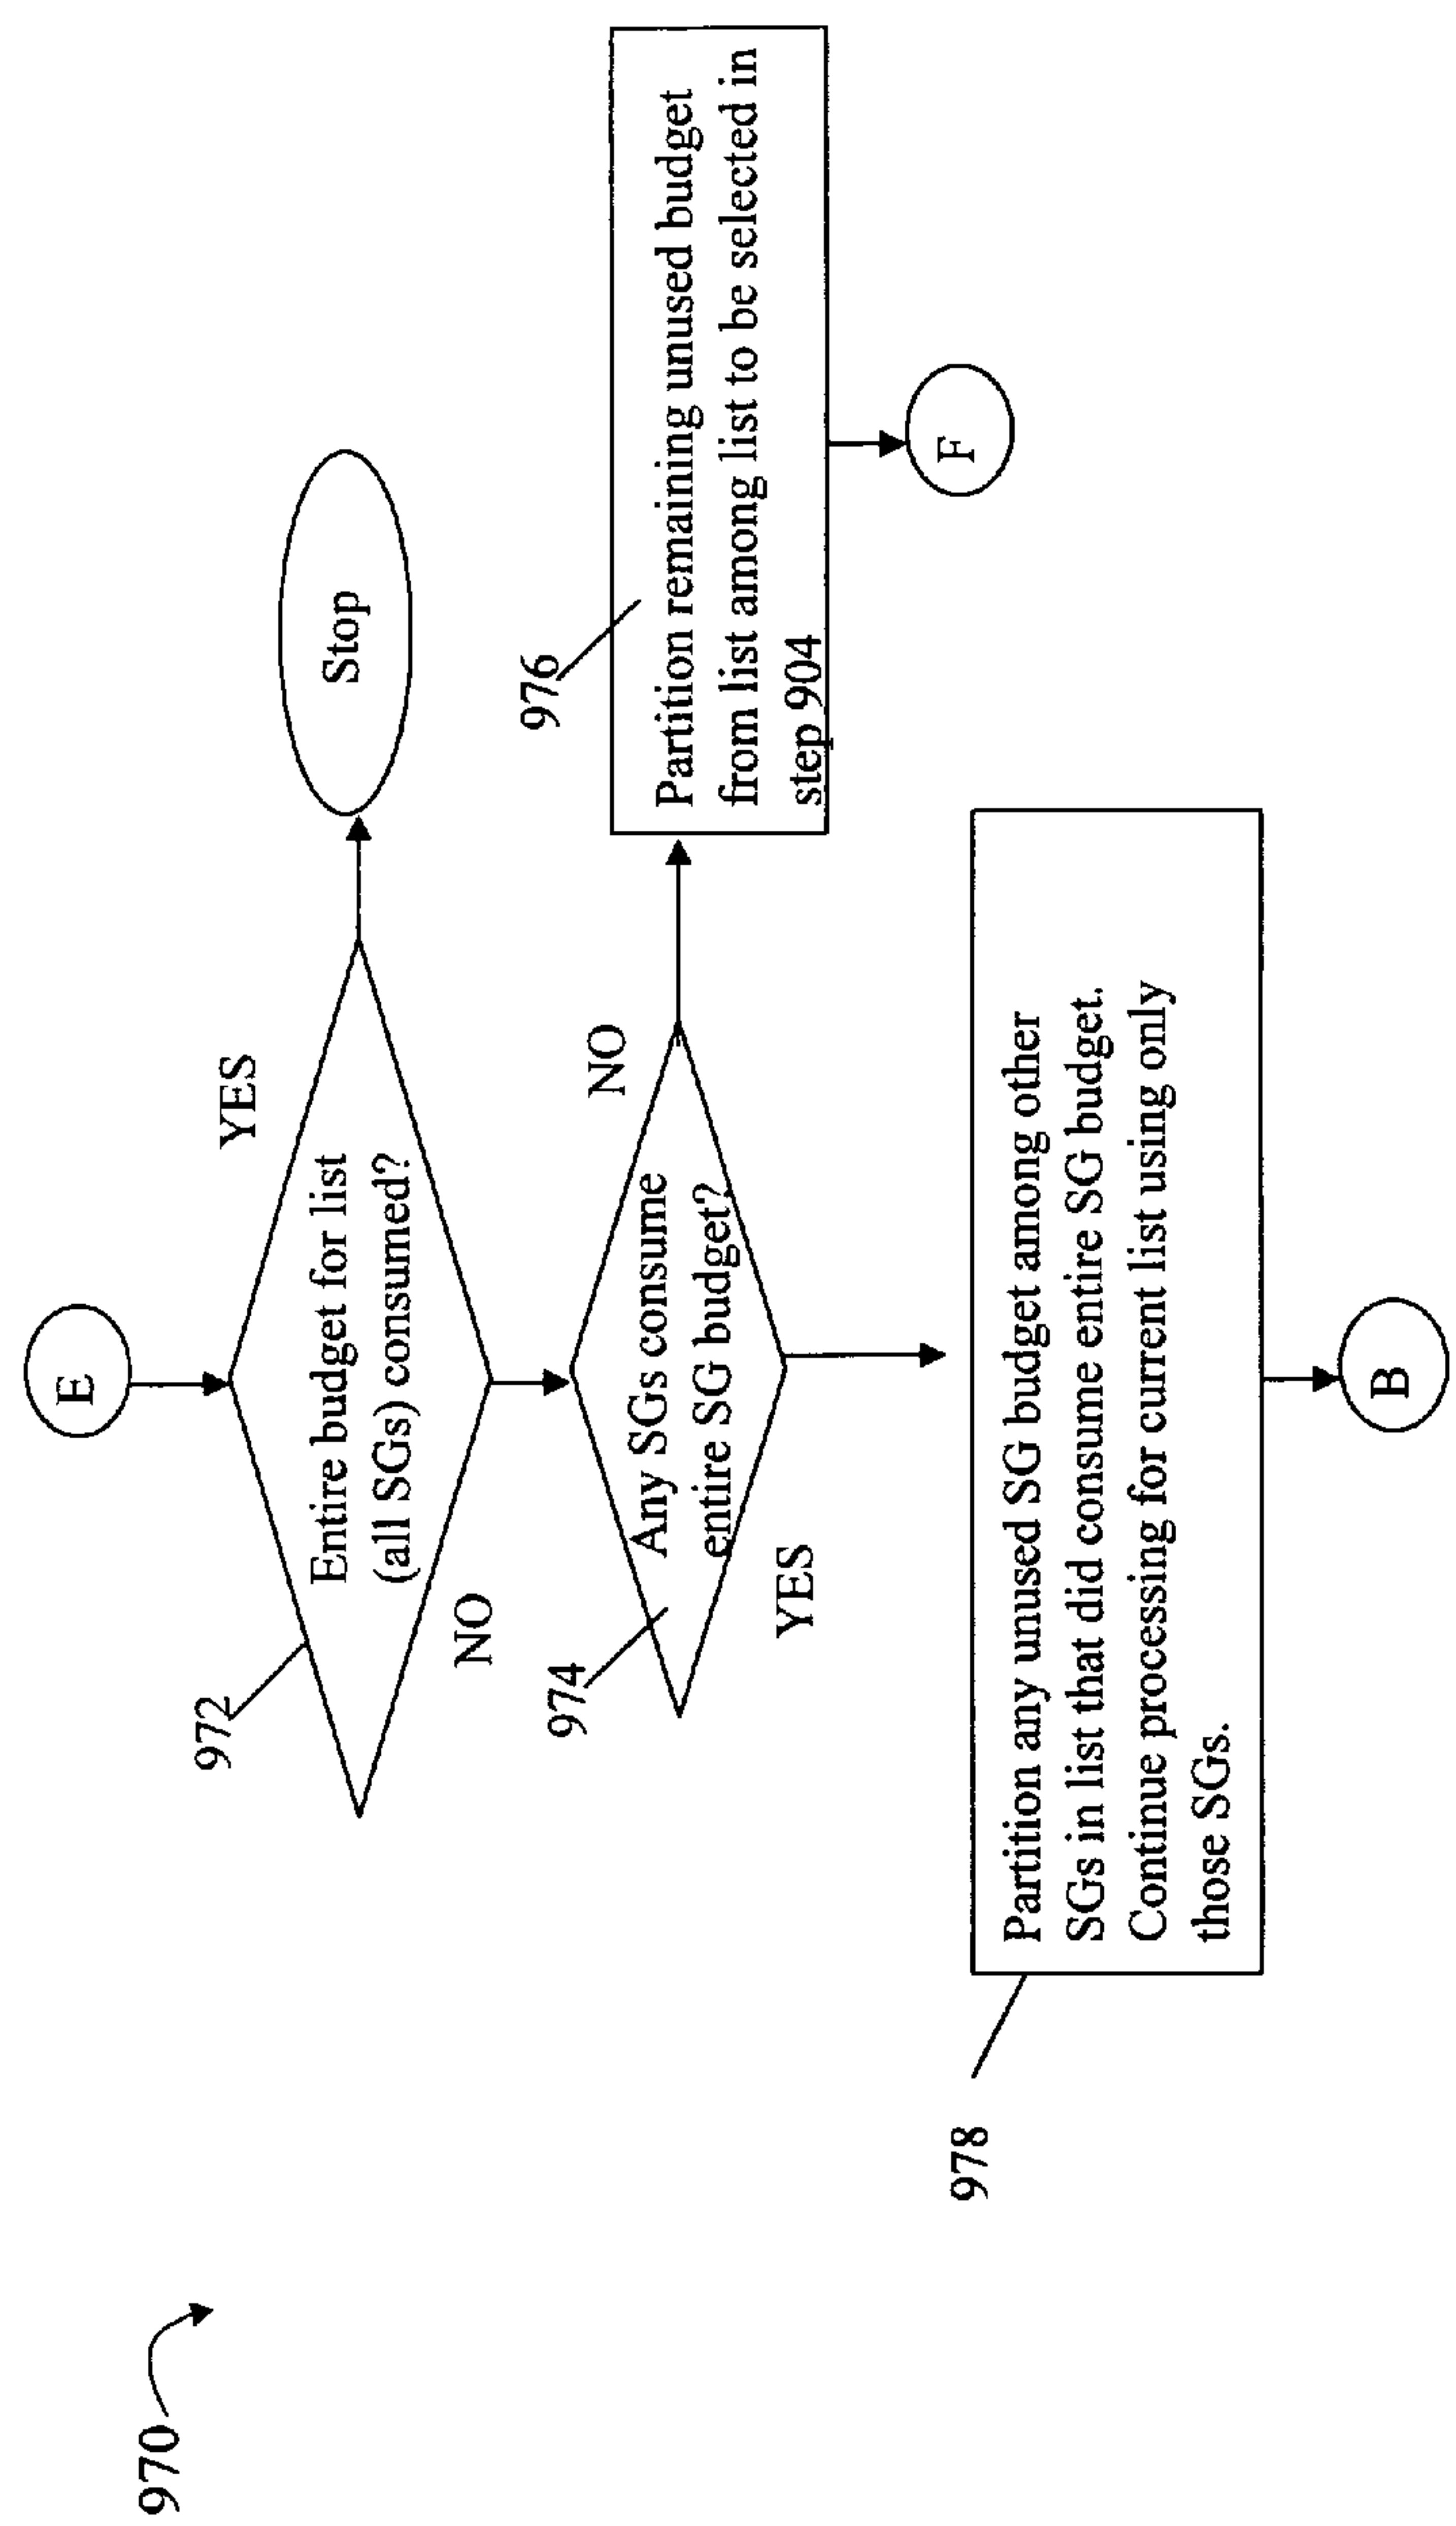 970
E
972
Entire budget for list
(all SGs) consumed?
YES
Stop
NO
974
Any SGs consume
entire SG budget?
NO
976
Partition remaining unused budget
from list among list to be selected in
step 904
F
YES
978
Partition any unused SG budget among other
SGs in list that did consume entire SG budget.
Continue processing for current list using only
those SGs.
B